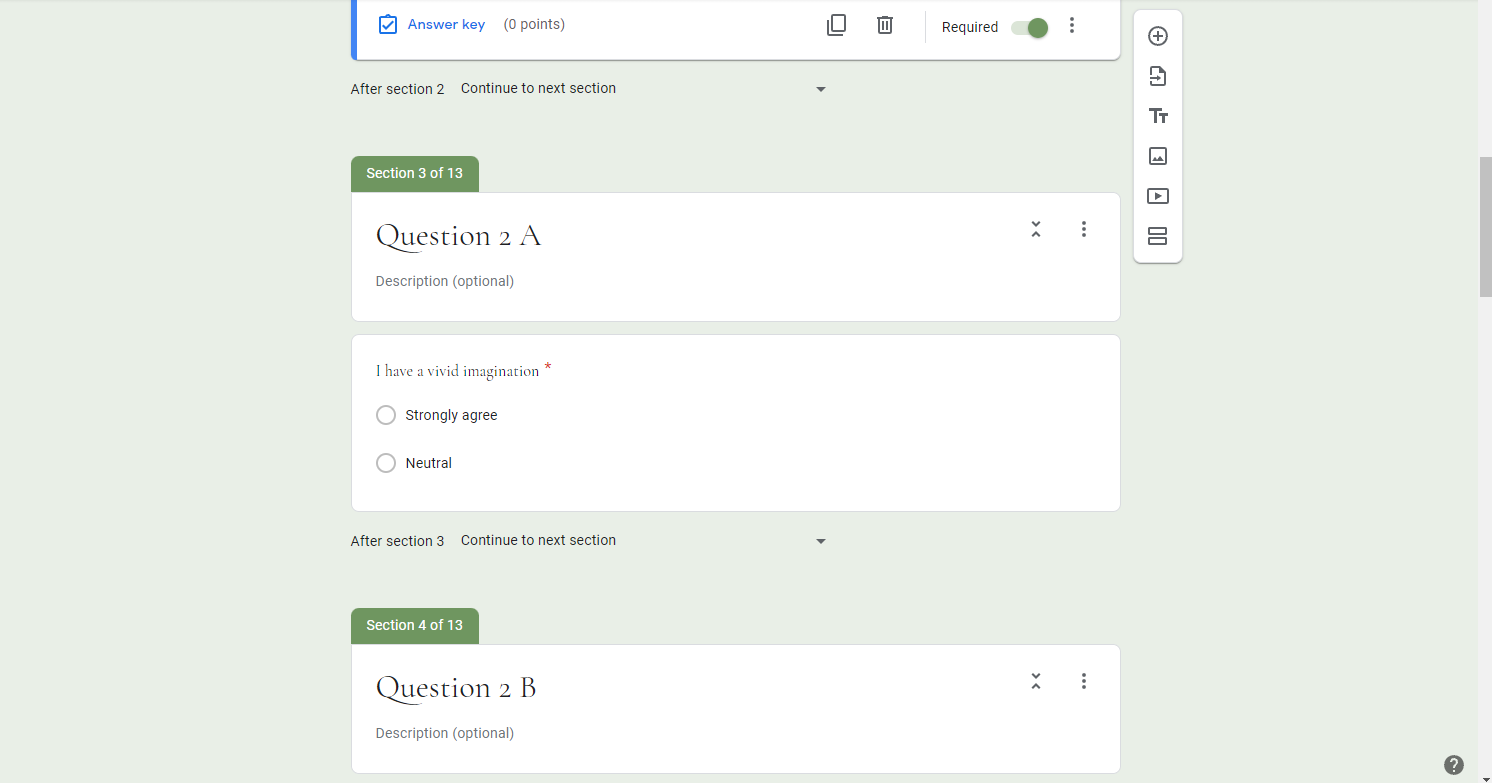 Answer key (0 points) Required
After section 2 Continue to next section
Section 3 of 13
Question 2 A
Description (optional)
I have a vivid imagination *
Strongly agree
Neutral
After section 3 Continue to next section
Section 4 of 13
Question 2 B
Description (optional)